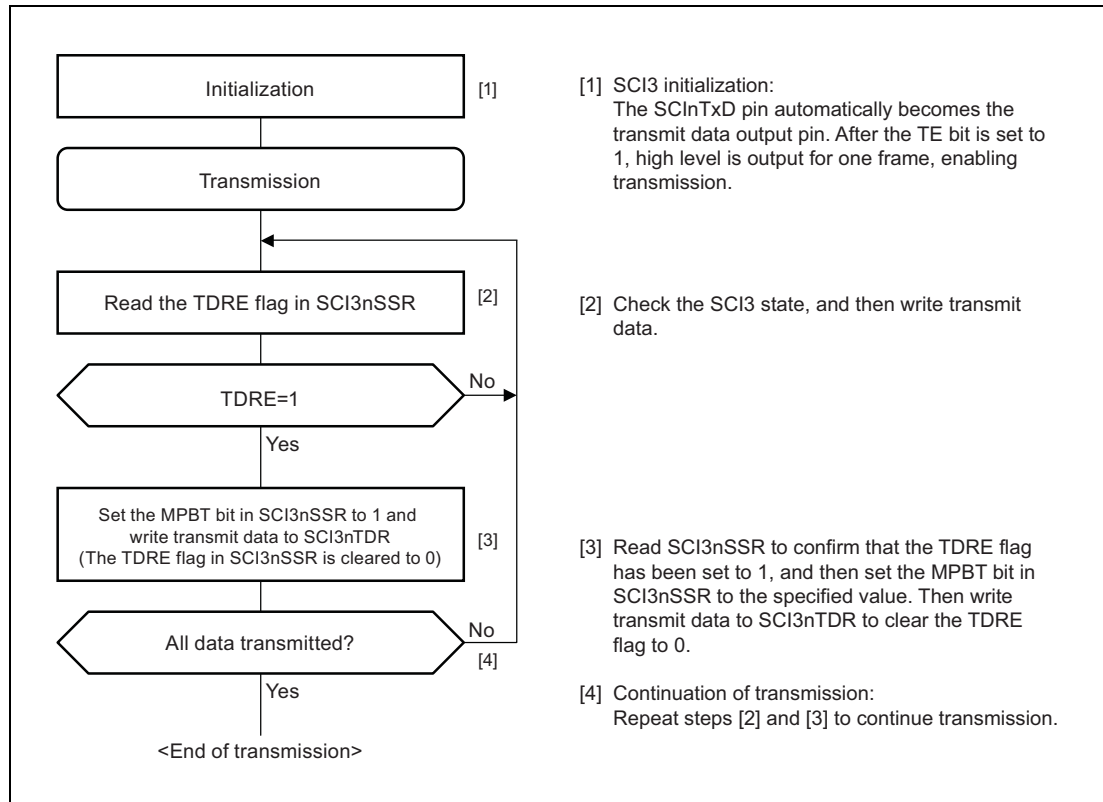 Initialization
[1]
Transmission
Read the TDRE flag in SCI3nSSR
[2]
TDRE=1
No
Yes
Set the MPBT bit in SCI3nSSR to 1 and
write transmit data to SCI3nTDR
(The TDRE flag in SCI3nSSR is cleared to 0)
[3]
All data transmitted?
No
[4]
Yes
<End of transmission>
[1] SCI3 initialization:
The SCInTxD pin automatically becomes the
transmit data output pin. After the TE bit is set to
1, high level is output for one frame, enabling
transmission.
[2] Check the SCI3 state, and then write transmit
data.
[3] Read SCI3nSSR to confirm that the TDRE flag
has been set to 1, and then set the MPBT bit in
SCI3nSSR to the specified value. Then write
transmit data to SCI3nTDR to clear the TDRE
flag to 0.
[4] Continuation of transmission:
Repeat steps [2] and [3] to continue transmission.